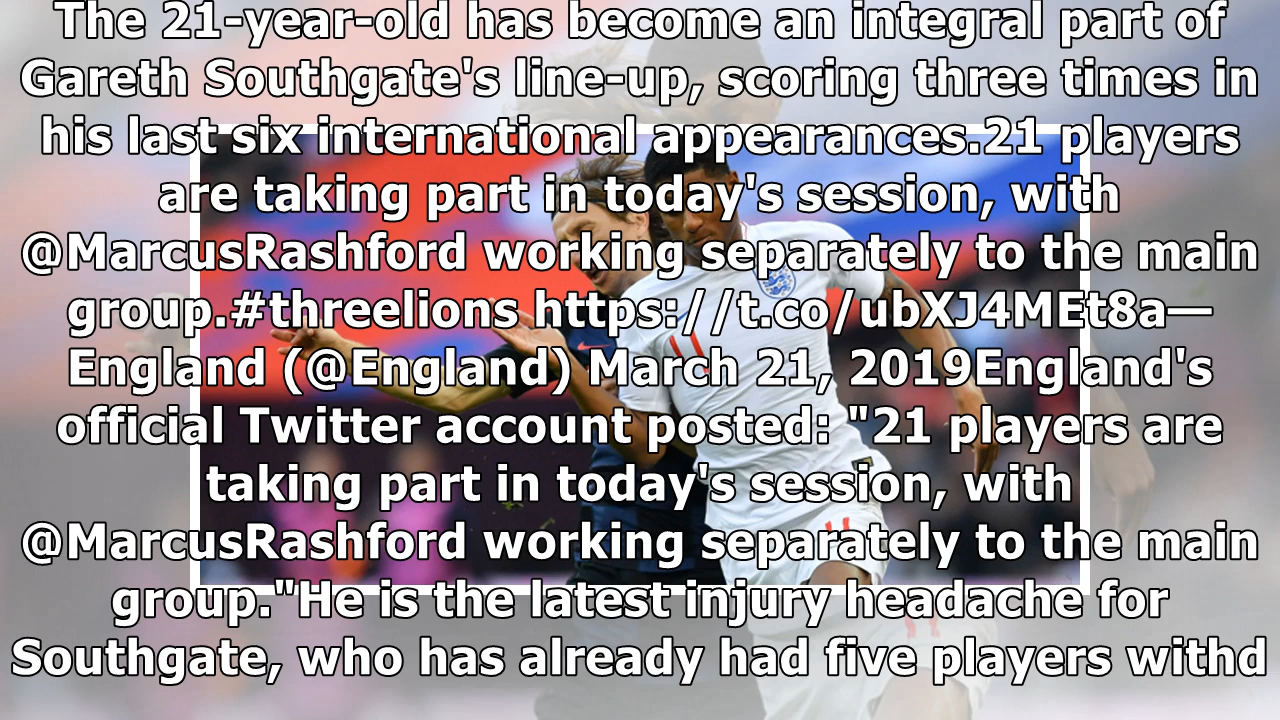 The 21-year-old has become an integral part of
Gareth Southgate's line-up, scoring three times in
his last six international appearances.21 players
are taking part in today's session, with
@MarcusRashford working separately to the main
group.#threelions https://t.co/ubXJ4MEt8a—
England (@England) March 21, 2019England's
official Twitter account posted: "21 players are
taking part in today's session, with
@MarcusRashford working separately to the main
group."He is the latest injury headache for
Southgate, who has already had five players withd
11